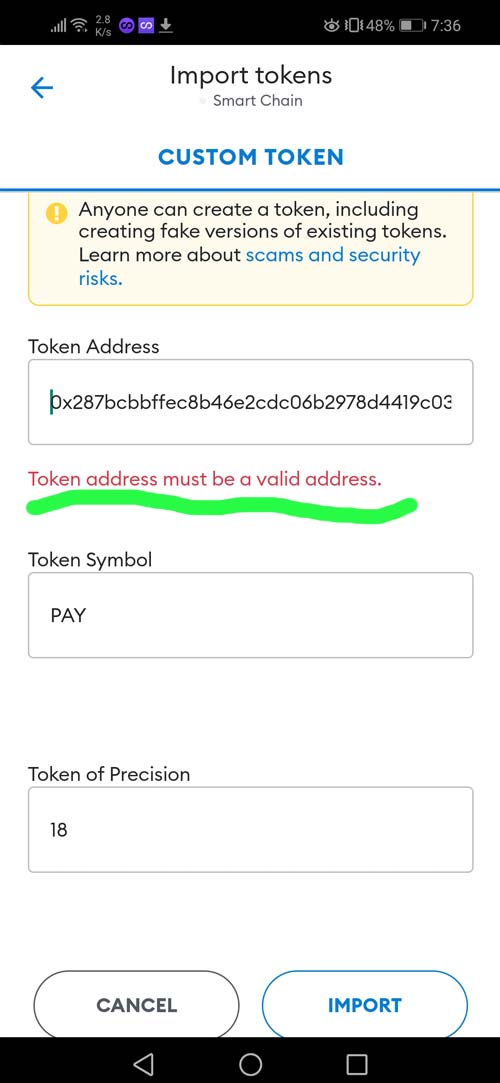 2.8
K/s
48%
7:36
Import tokens
Smart Chain
CUSTOM TOKEN
Anyone can create a token, including
creating fake versions of existing tokens.
Learn more about scams and security
risks.
Token Address
0x287bcbbffec8b46e2cdc06b2978d4419c03
Token address must be a valid address.
Token Symbol
PAY
Token of Precision
18
CANCEL
IMPORT